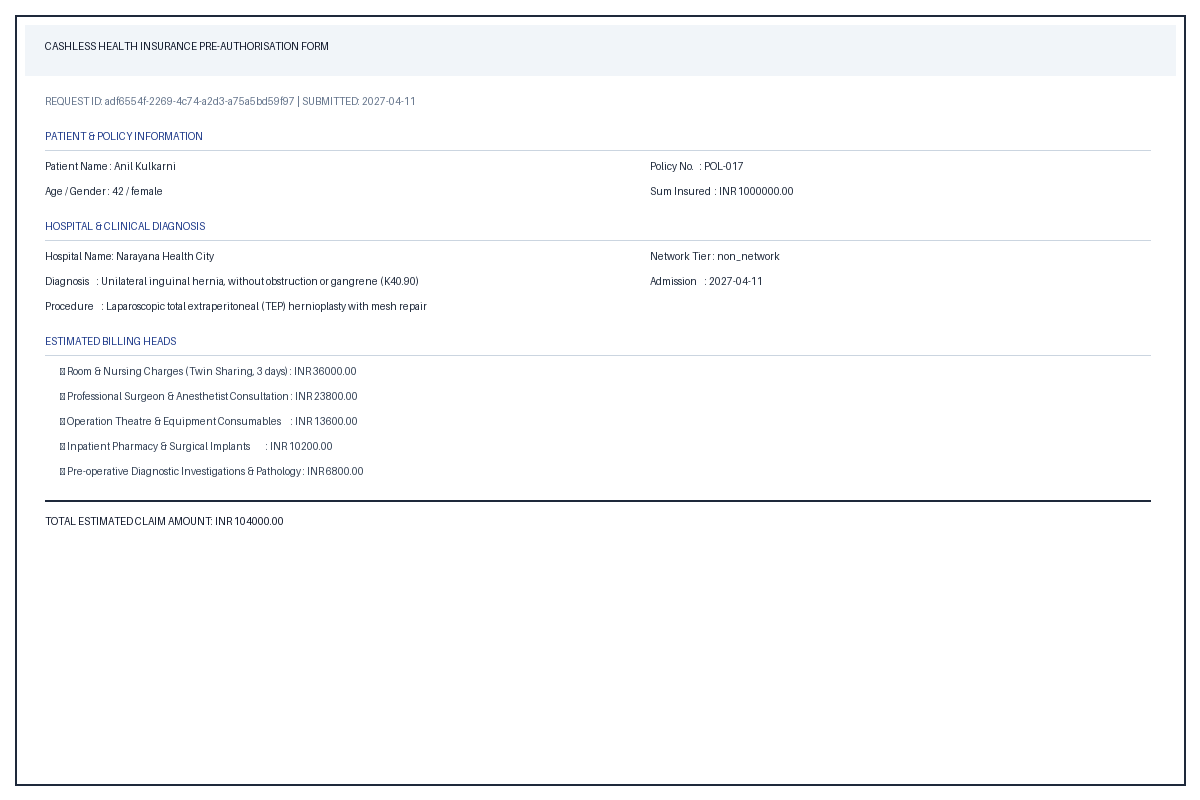 CASHLESS HEALTH INSURANCE PRE-AUTHORISATION FORM
REQUEST ID: adf6554f-2269-4c74-a2d3-a75a5bd59f97 | SUBMITTED: 2027-04-11
PATIENT & POLICY INFORMATION
Patient Name : Anil Kulkarni Policy No. : POL-017
Age / Gender : 42 / female Sum Insured : INR 1000000.00
HOSPITAL & CLINICAL DIAGNOSIS
Hospital Name: Narayana Health City Network Tier : non_network
Diagnosis : Unilateral inguinal hernia, without obstruction or gangrene (K40.90) Admission : 2027-04-11
Procedure : Laparoscopic total extraperitoneal (TEP) hernioplasty with mesh repair
ESTIMATED BILLING HEADS
Room & Nursing Charges (Twin Sharing, 3 days) : INR 36000.00
Professional Surgeon & Anesthetist Consultation : INR 23800.00
Operation Theatre & Equipment Consumables : INR 13600.00
Inpatient Pharmacy & Surgical Implants : INR 10200.00
Pre-operative Diagnostic Investigations & Pathology : INR 6800.00
TOTAL ESTIMATED CLAIM AMOUNT: INR 104000.00